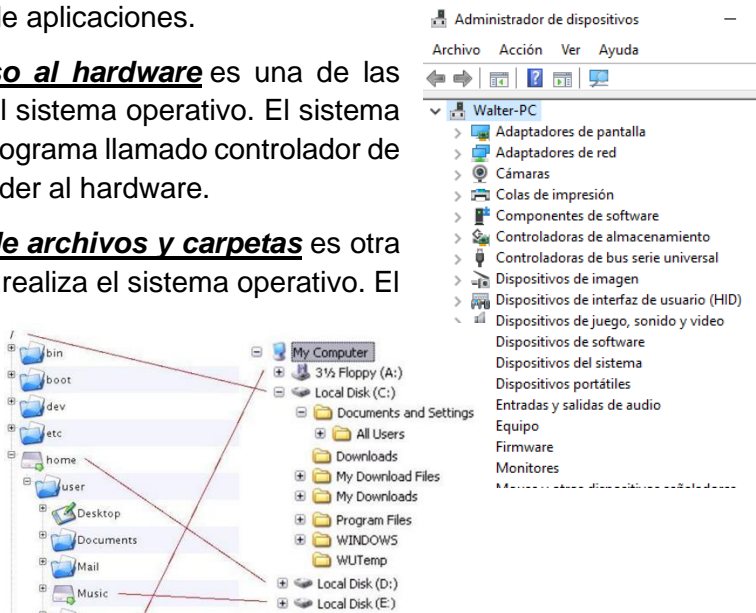 de aplicaciones.
so al hardware es una de las
l sistema operativo. El sistema
ograma llamado controlador de
der al hardware.
de archivos y carpetas es otra
realiza el sistema operativo. El
Administrador de dispositivos
Archivo Acción Ver Ayuda
Walter-PC
Adaptadores de pantalla
Adaptadores de red
Cámaras
Colas de impresión
Componentes de software
Controladoras de almacenamiento
Controladoras de bus serie universal
Dispositivos de imagen
Dispositivos de interfaz de usuario (HID)
Dispositivos de juego, sonido y video
Dispositivos de software
Dispositivos del sistema
Dispositivos portátiles
Entradas y salidas de audio
Equipo
Firmware
Monitores
/
bin
boot
dev
etc
home
user
Desktop
Documents
Mail
Music
My Computer
3½ Floppy (A:)
Local Disk (C:)
Documents and Settings
All Users
Downloads
My Download Files
My Downloads
Program Files
WINDOWS
WUTemp
Local Disk (D:)
Local Disk (E:)